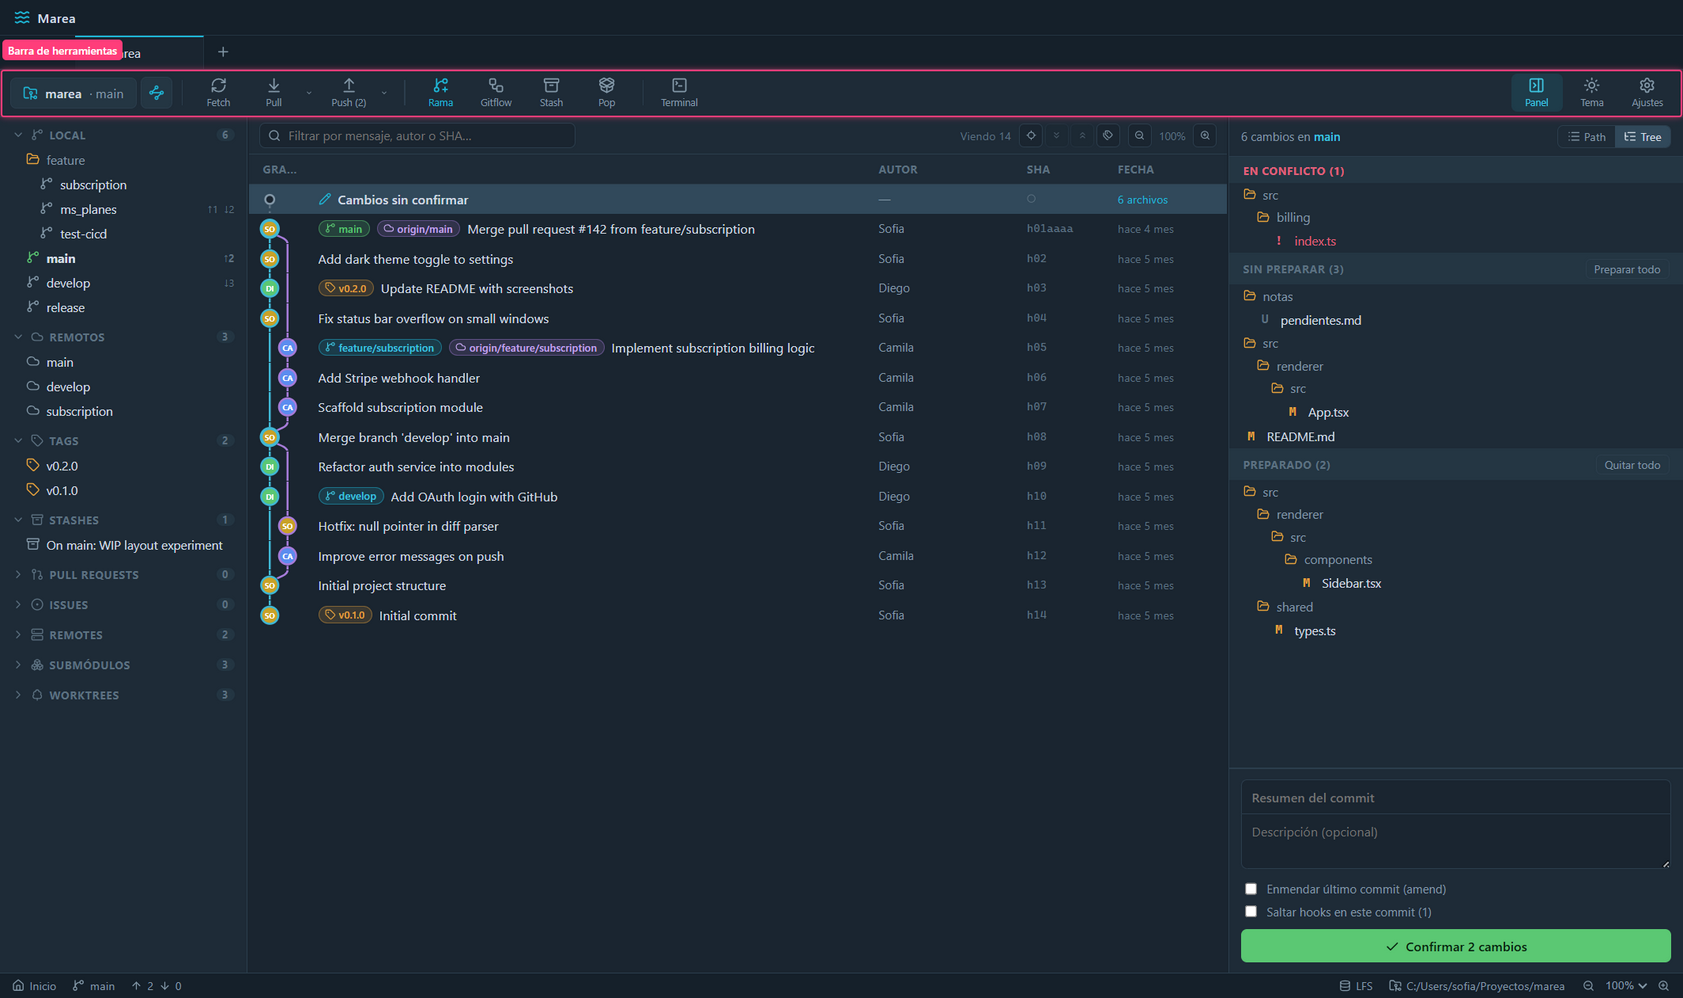 Marea
Barra de herramientas
area
marea · main
Fetch
Pull
Push (2)
Rama
Gitflow
Stash
Pop
Terminal
Panel
Tema
Ajustes
LOCAL 6
feature
subscription
ms_planes ↑1 ↓2
test-cicd
main ↑2
develop ↓3
release
REMOTOS 3
main
develop
subscription
TAGS 2
v0.2.0
v0.1.0
STASHES 1
On main: WIP layout experiment
PULL REQUESTS 0
ISSUES 0
REMOTES 2
SUBMÓDULOS 3
WORKTREES 3
Filtrar por mensaje, autor o SHA...
Viendo 14
100%
GRA... AUTOR SHA FECHA
Cambios sin confirmar — 6 archivos
SO main origin/main Merge pull request #142 from feature/subscription Sofia h01aaaa hace 4 mes
SO Add dark theme toggle to settings Sofia h02 hace 5 mes
DI v0.2.0 Update README with screenshots Diego h03 hace 5 mes
SO Fix status bar overflow on small windows Sofia h04 hace 5 mes
CA feature/subscription origin/feature/subscription Implement subscription billing logic Camila h05 hace 5 mes
CA Add Stripe webhook handler Camila h06 hace 5 mes
CA Scaffold subscription module Camila h07 hace 5 mes
SO Merge branch 'develop' into main Sofia h08 hace 5 mes
DI Refactor auth service into modules Diego h09 hace 5 mes
DI develop Add OAuth login with GitHub Diego h10 hace 5 mes
SO Hotfix: null pointer in diff parser Sofia h11 hace 5 mes
CA Improve error messages on push Camila h12 hace 5 mes
SO Initial project structure Sofia h13 hace 5 mes
SO v0.1.0 Initial commit Sofia h14 hace 5 mes
6 cambios en main
Path Tree
EN CONFLICTO (1)
src
billing
! index.ts
SIN PREPARAR (3) Preparar todo
notas
U pendientes.md
src
renderer
src
M App.tsx
M README.md
PREPARADO (2) Quitar todo
src
renderer
src
components
M Sidebar.tsx
shared
M types.ts
Resumen del commit
Descripción (opcional)
Enmendar último commit (amend)
Saltar hooks en este commit (1)
Confirmar 2 cambios
Inicio main ↑ 2 ↓ 0
LFS C:/Users/sofia/Proyectos/marea 100%